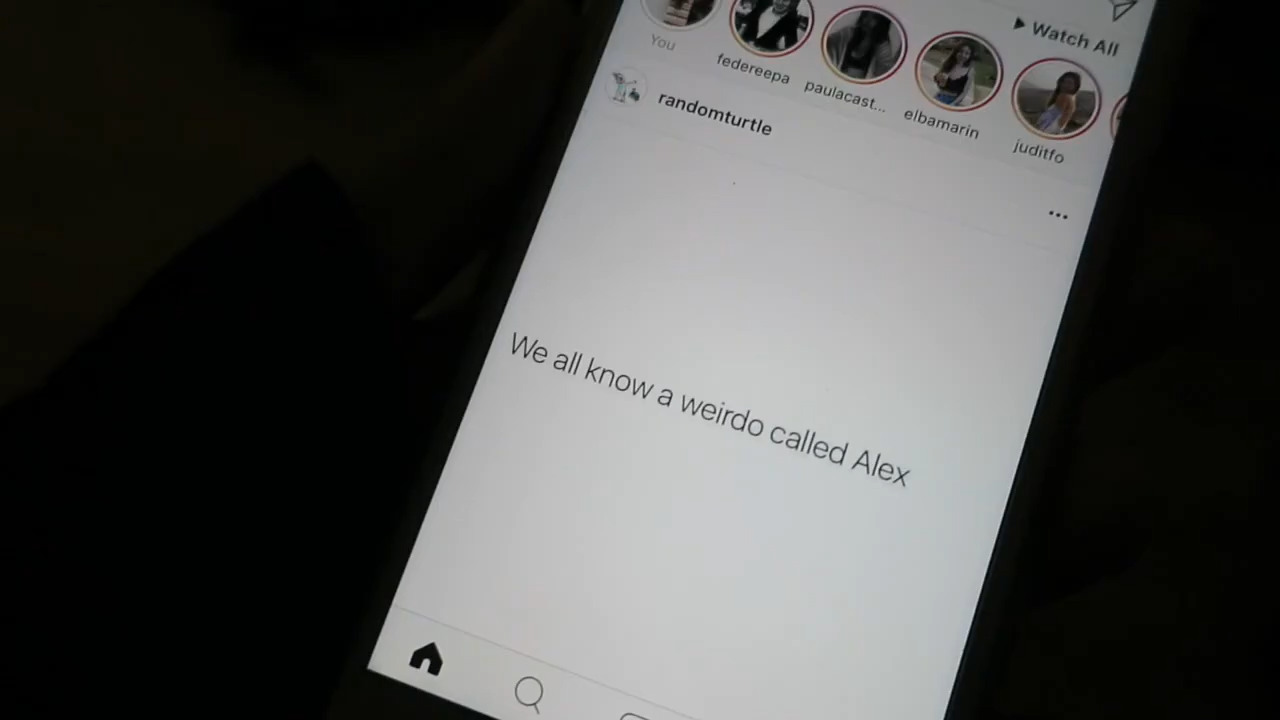 Watch All
You
federeepa
paulacast...
elbamarin
juditfo
randomturtle
We all know a weirdo called Alex